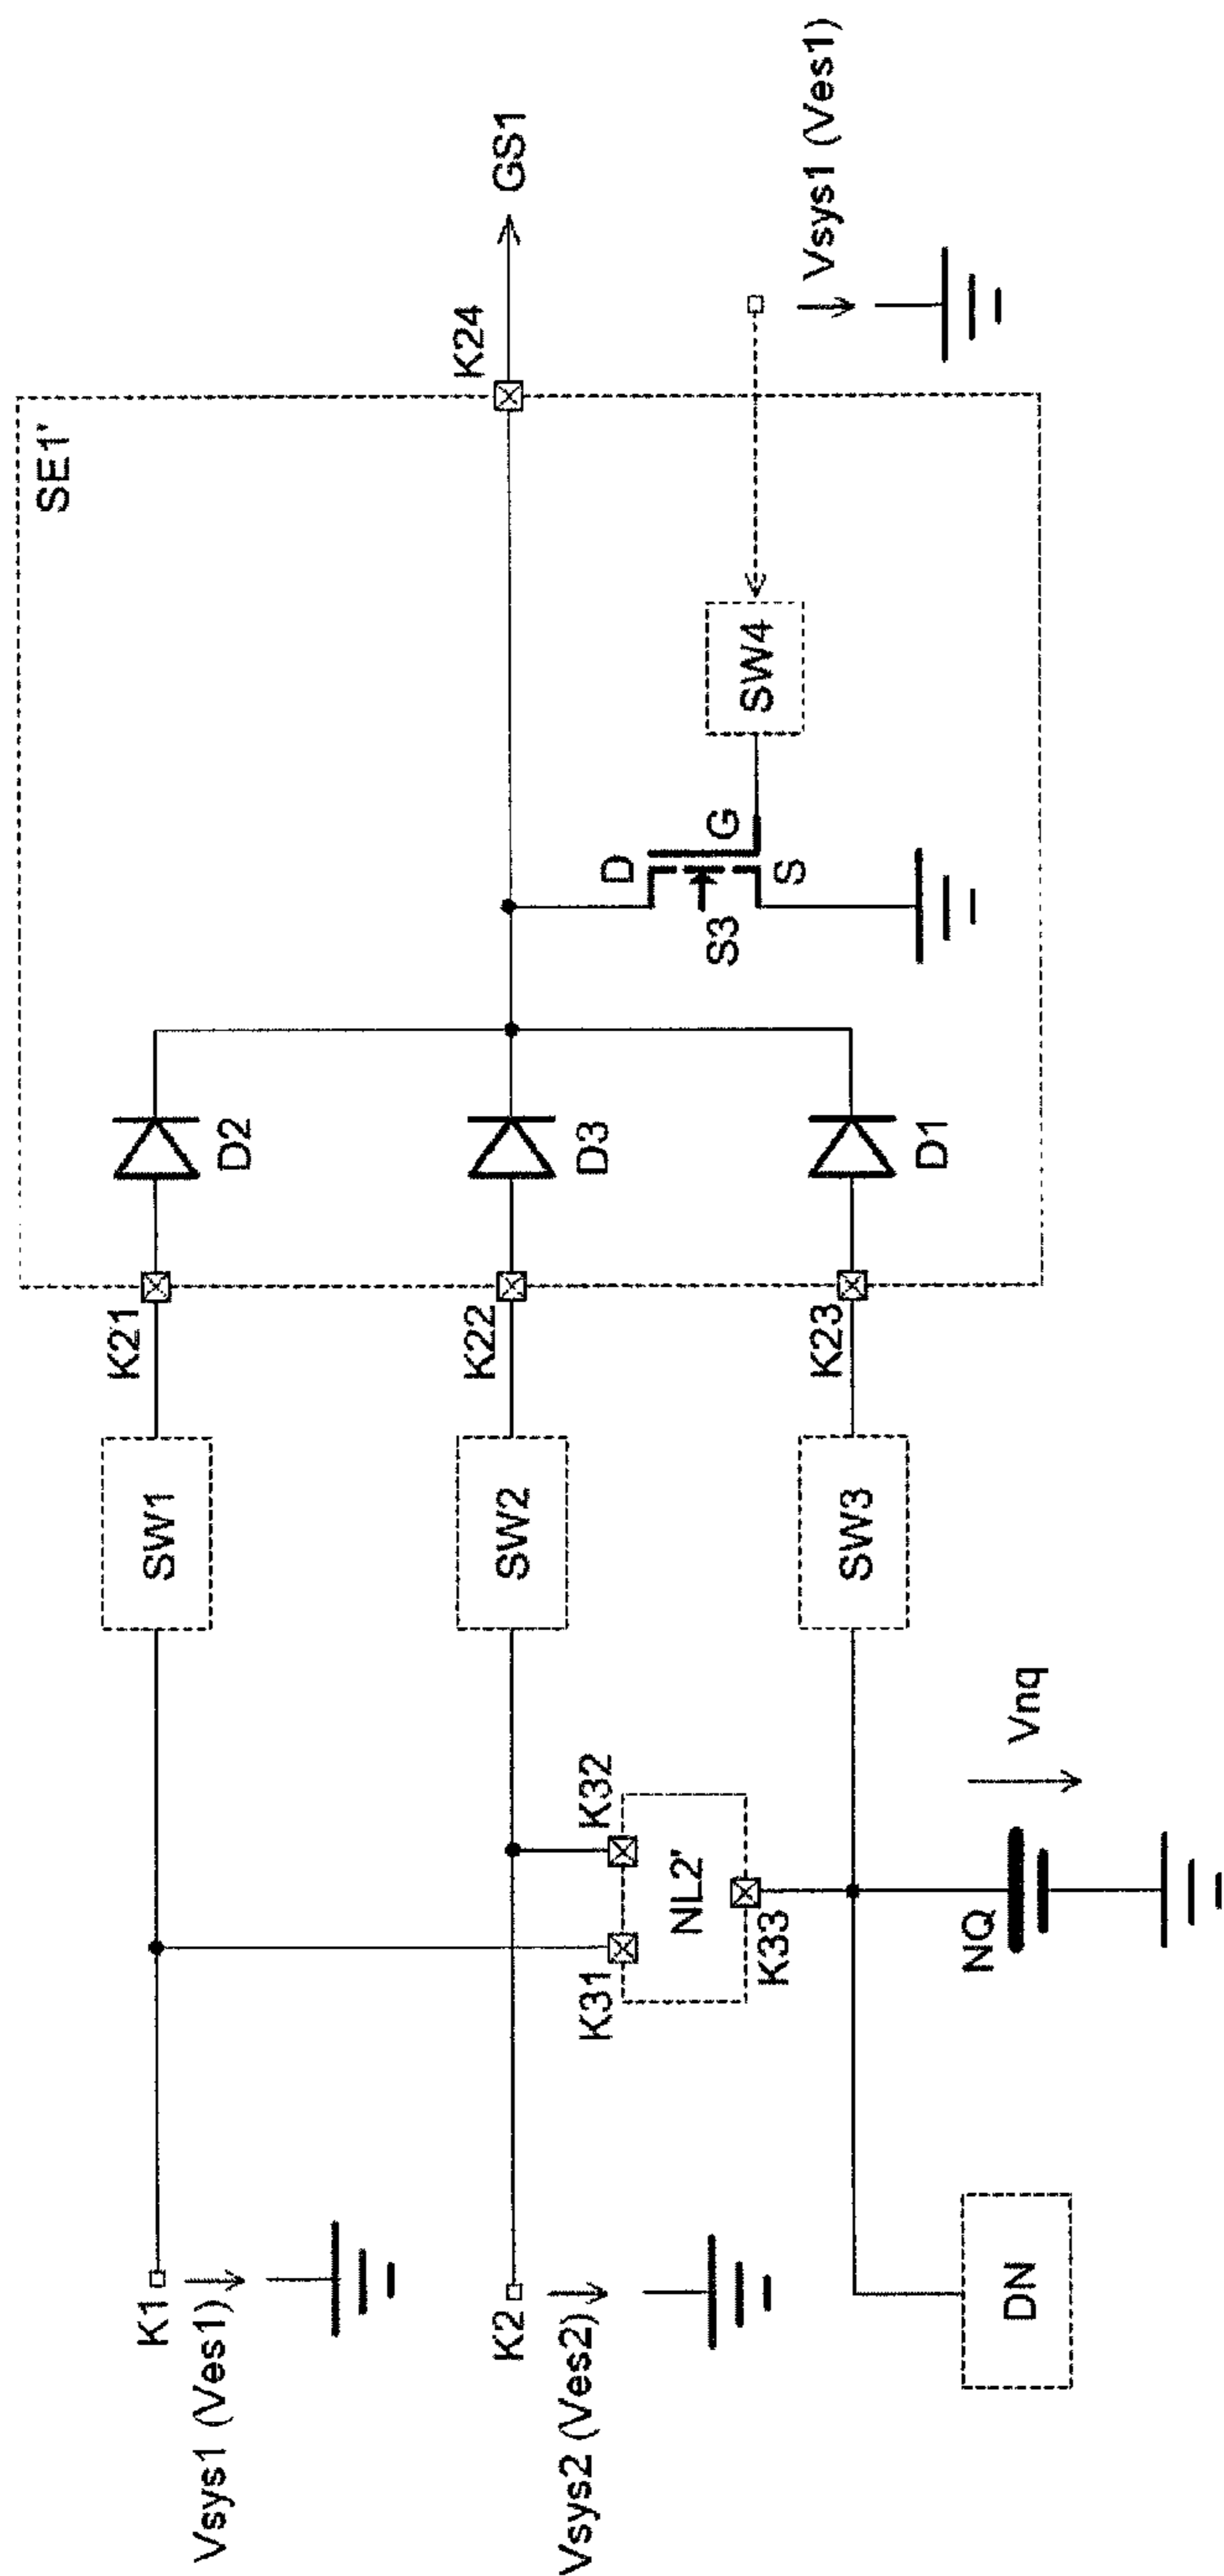 SE1'
K24
GS1
Vsys1 (Ves1)
SW4
D
G
S
S3
D2
D3
D1
K21
K22
K23
SW1
SW2
SW3
K1
Vsys1 (Ves1)
K2
Vsys2 (Ves2)
K31
K32
NL2'
K33
NQ
Vnq
DN